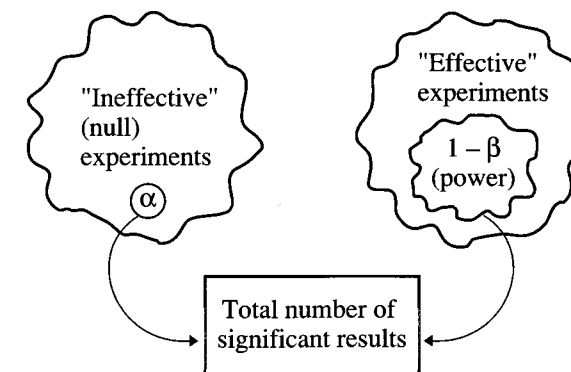 "Ineffective"
(null)
experiments
α
"Effective"
experiments
1 – β
(power)
Total number of
significant results